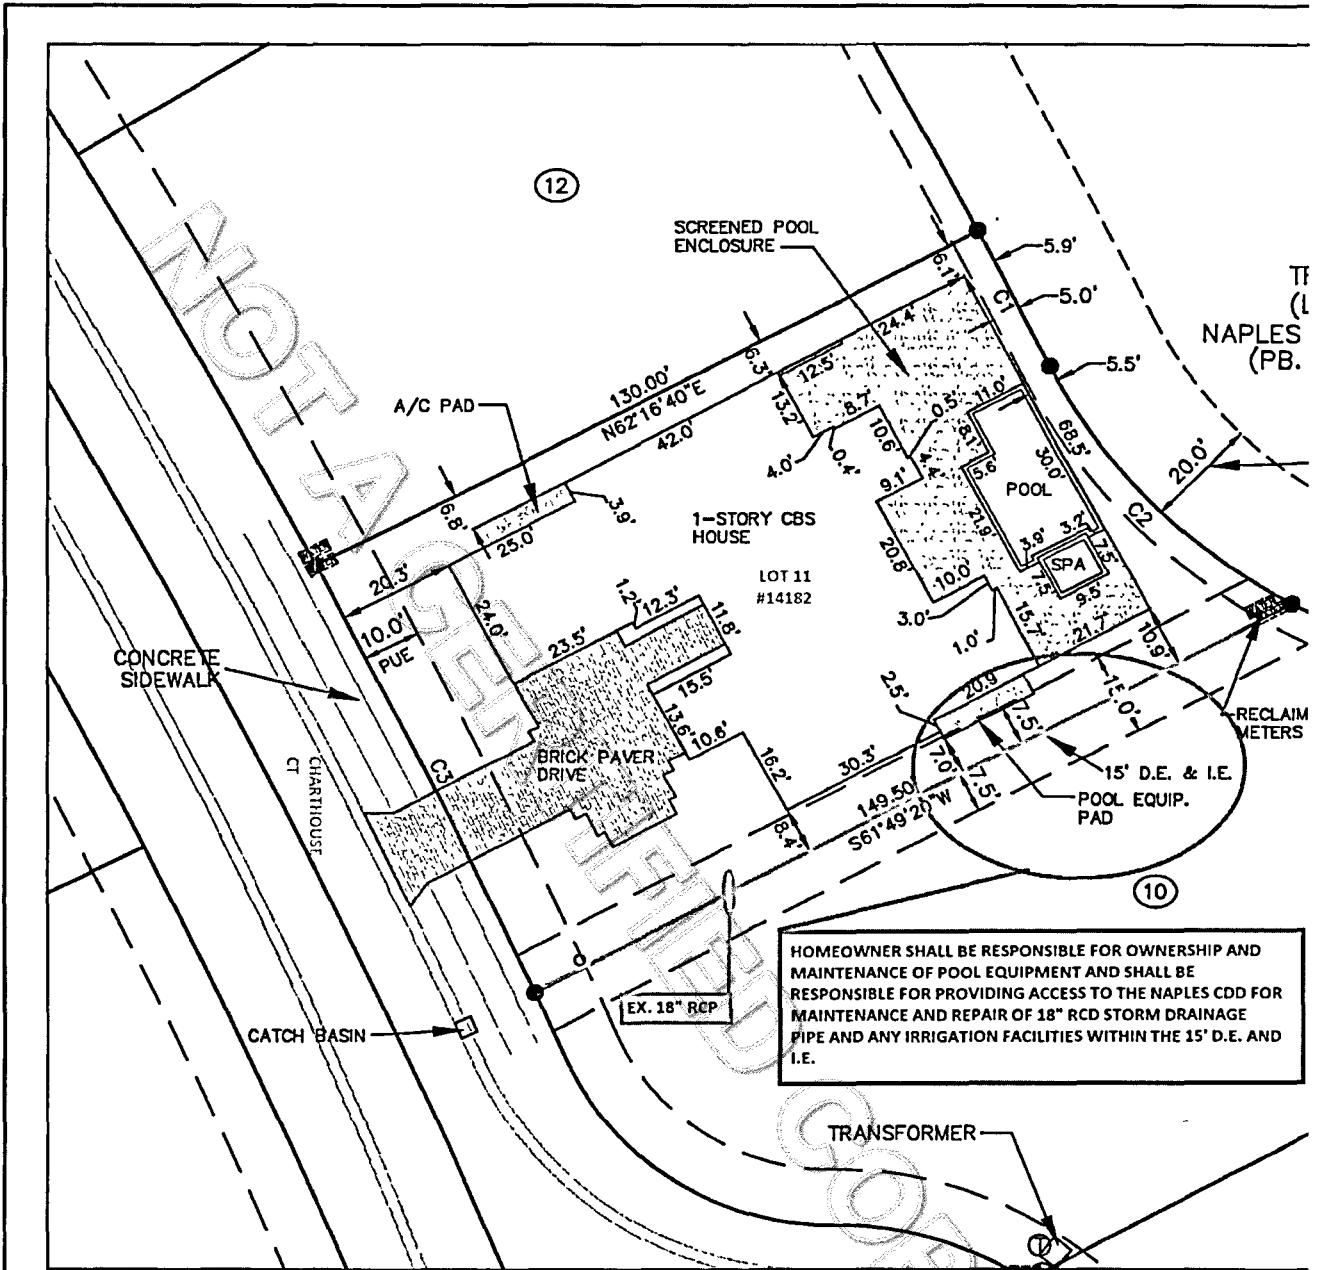 12
SCREENED POOL
ENCLOSURE
5.9'
6.1'
C1
5.0'
24.4'
NAPLES
(PB.
5.5'
6.3'
12.5'
130.00'
N62°16'40"E
42.0'
A/C PAD
13.2'
8.7'
11.0'
0.5'
10.6'
8.1'
68.5'
4.0'
0.4'
4.4'
20.0'
9.1'
5.6
30.0'
POOL
6.8'
3.9'
1-STORY CBS
HOUSE
21.9'
C2
25.0'
20.8'
3.9'
3.2'
7.5'
SPA
20.3'
LOT 11
#14182
10.0'
7.5
9.5'
1.2'
12.3'
11.8'
3.0'
24.0'
10.0'
PUE
23.5'
1.0'
15.7'
21.7'
10.9'
CONCRETE
SIDEWALK
15.5'
2.5'
20.9
15.0'
13.6'
7.5'
RECLAIM
METERS
10.6'
BRICK PAVER
DRIVE
16.2'
30.3'
7.0'
7.5'
15' D.E. & I.E.
C3
CHARTHOUSE
CT
149.50'
S61°49'20"W
POOL EQUIP.
PAD
8.4'
10
HOMEOWNER SHALL BE RESPONSIBLE FOR OWNERSHIP AND
MAINTENANCE OF POOL EQUIPMENT AND SHALL BE
RESPONSIBLE FOR PROVIDING ACCESS TO THE NAPLES CDD FOR
MAINTENANCE AND REPAIR OF 18" RCD STORM DRAINAGE
PIPE AND ANY IRRIGATION FACILITIES WITHIN THE 15' D.E. AND
I.E.
EX. 18" RCP
CATCH BASIN
TRANSFORMER
NOT A CERTIFIED COP